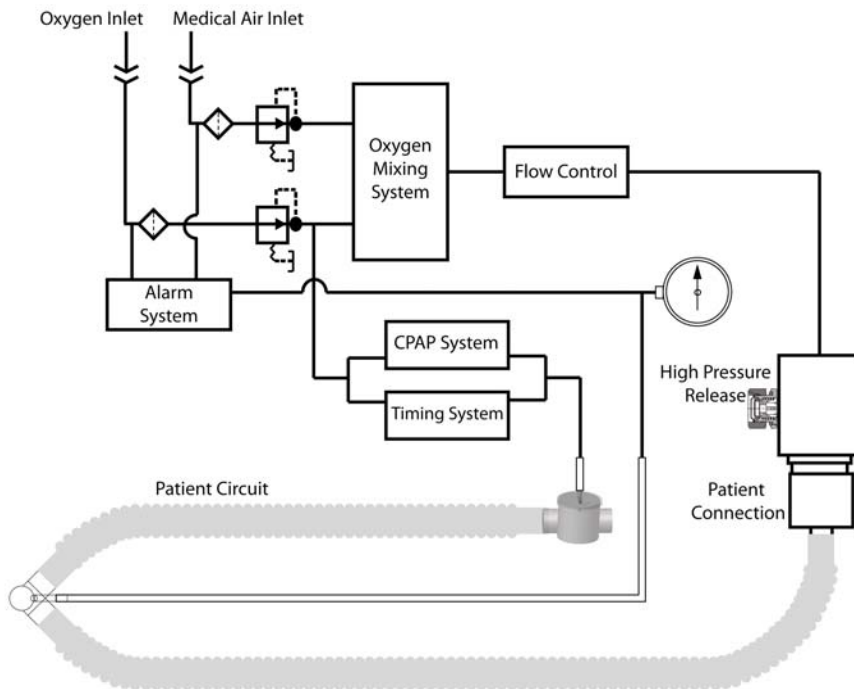 Oxygen Inlet
Medical Air Inlet
Oxygen
Mixing
System
Flow Control
Alarm
System
CPAP System
Timing System
High Pressure
Release
Patient Circuit
Patient
Connection